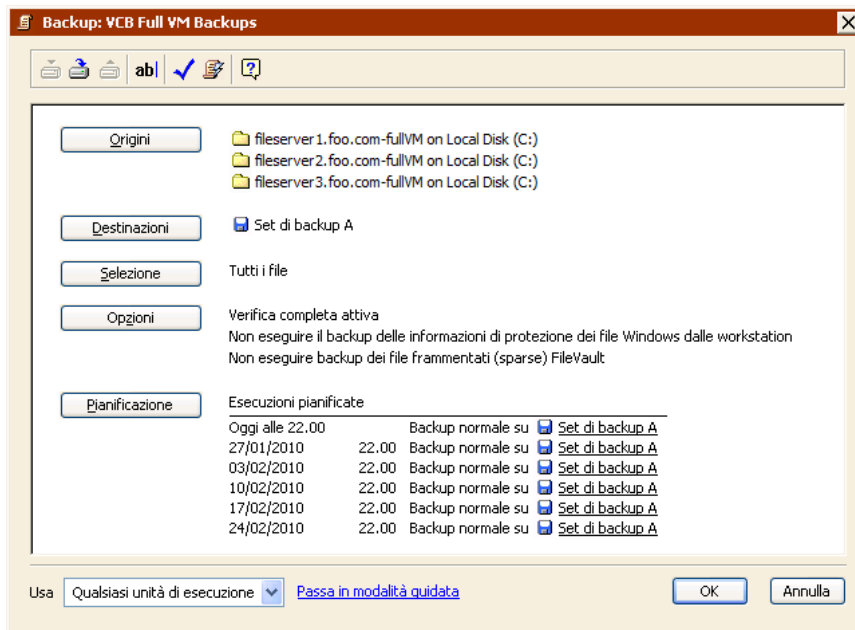 Backup: VCB Full VM Backups
ab|
Origini
fileserver1.foo.com-fullVM on Local Disk (C:)
fileserver2.foo.com-fullVM on Local Disk (C:)
fileserver3.foo.com-fullVM on Local Disk (C:)
Destinazioni Set di backup A
Selezione Tutti i file
Opzioni Verifica completa attiva
Non eseguire il backup delle informazioni di protezione dei file Windows dalle workstation
Non eseguire backup dei file frammentati (sparse) FileVault
Pianificazione Esecuzioni pianificate
Oggi alle 22.00 Backup normale su Set di backup A
27/01/2010 22.00 Backup normale su Set di backup A
03/02/2010 22.00 Backup normale su Set di backup A
10/02/2010 22.00 Backup normale su Set di backup A
17/02/2010 22.00 Backup normale su Set di backup A
24/02/2010 22.00 Backup normale su Set di backup A
Usa Qualsiasi unità di esecuzione Passa in modalità guidata OK Annulla